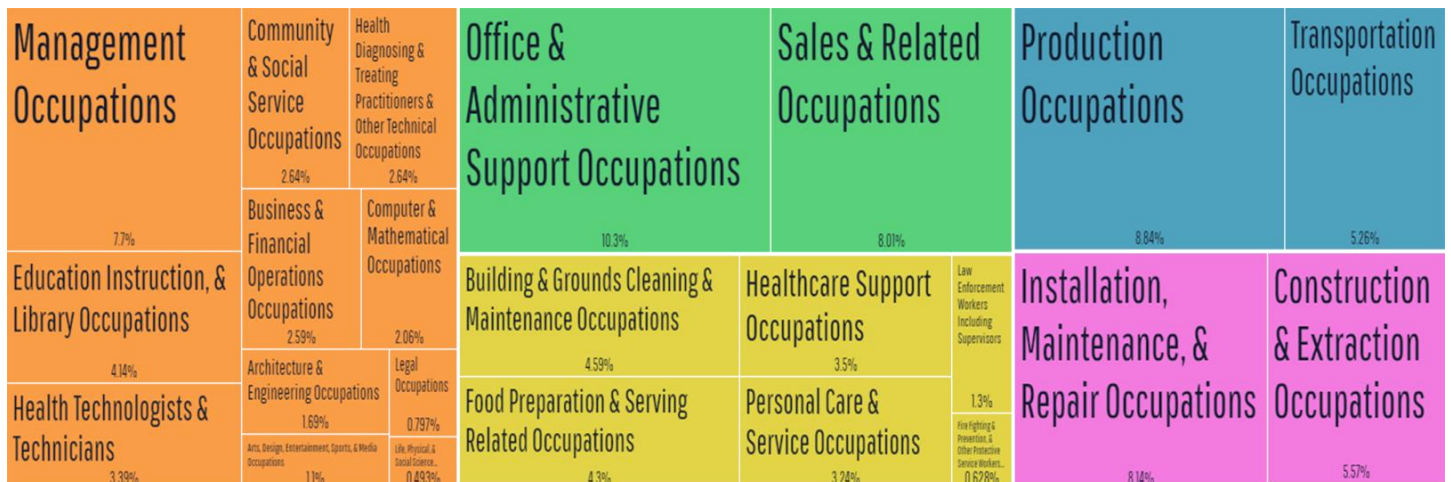 Management
Occupations
7.7%
Community
& Social
Service
Occupations
2.64%
Health
Diagnosing &
Treating
Practitioners &
Other Technical
Occupations
2.64%
Education Instruction, &
Library Occupations
4.14%
Business &
Financial
Operations
Occupations
2.59%
Computer &
Mathematical
Occupations
2.06%
Health Technologists &
Technicians
3.39%
Architecture &
Engineering Occupations
1.69%
Legal
Occupations
0.797%
Arts, Design, Entertainment, Sports, & Media
Occupations
1.1%
Life, Physical, &
Social Science...
0.493%
Office &
Administrative
Support Occupations
10.3%
Sales & Related
Occupations
8.01%
Building & Grounds Cleaning &
Maintenance Occupations
4.59%
Healthcare Support
Occupations
3.5%
Law
Enforcement
Workers
Including
Supervisors
1.3%
Food Preparation & Serving
Related Occupations
4.3%
Personal Care &
Service Occupations
3.24%
Fire Fighting &
Prevention, &
Other Protective
Service Workers...
0.628%
Production
Occupations
8.84%
Transportation
Occupations
5.26%
Installation,
Maintenance, &
Repair Occupations
8.14%
Construction
& Extraction
Occupations
5.57%